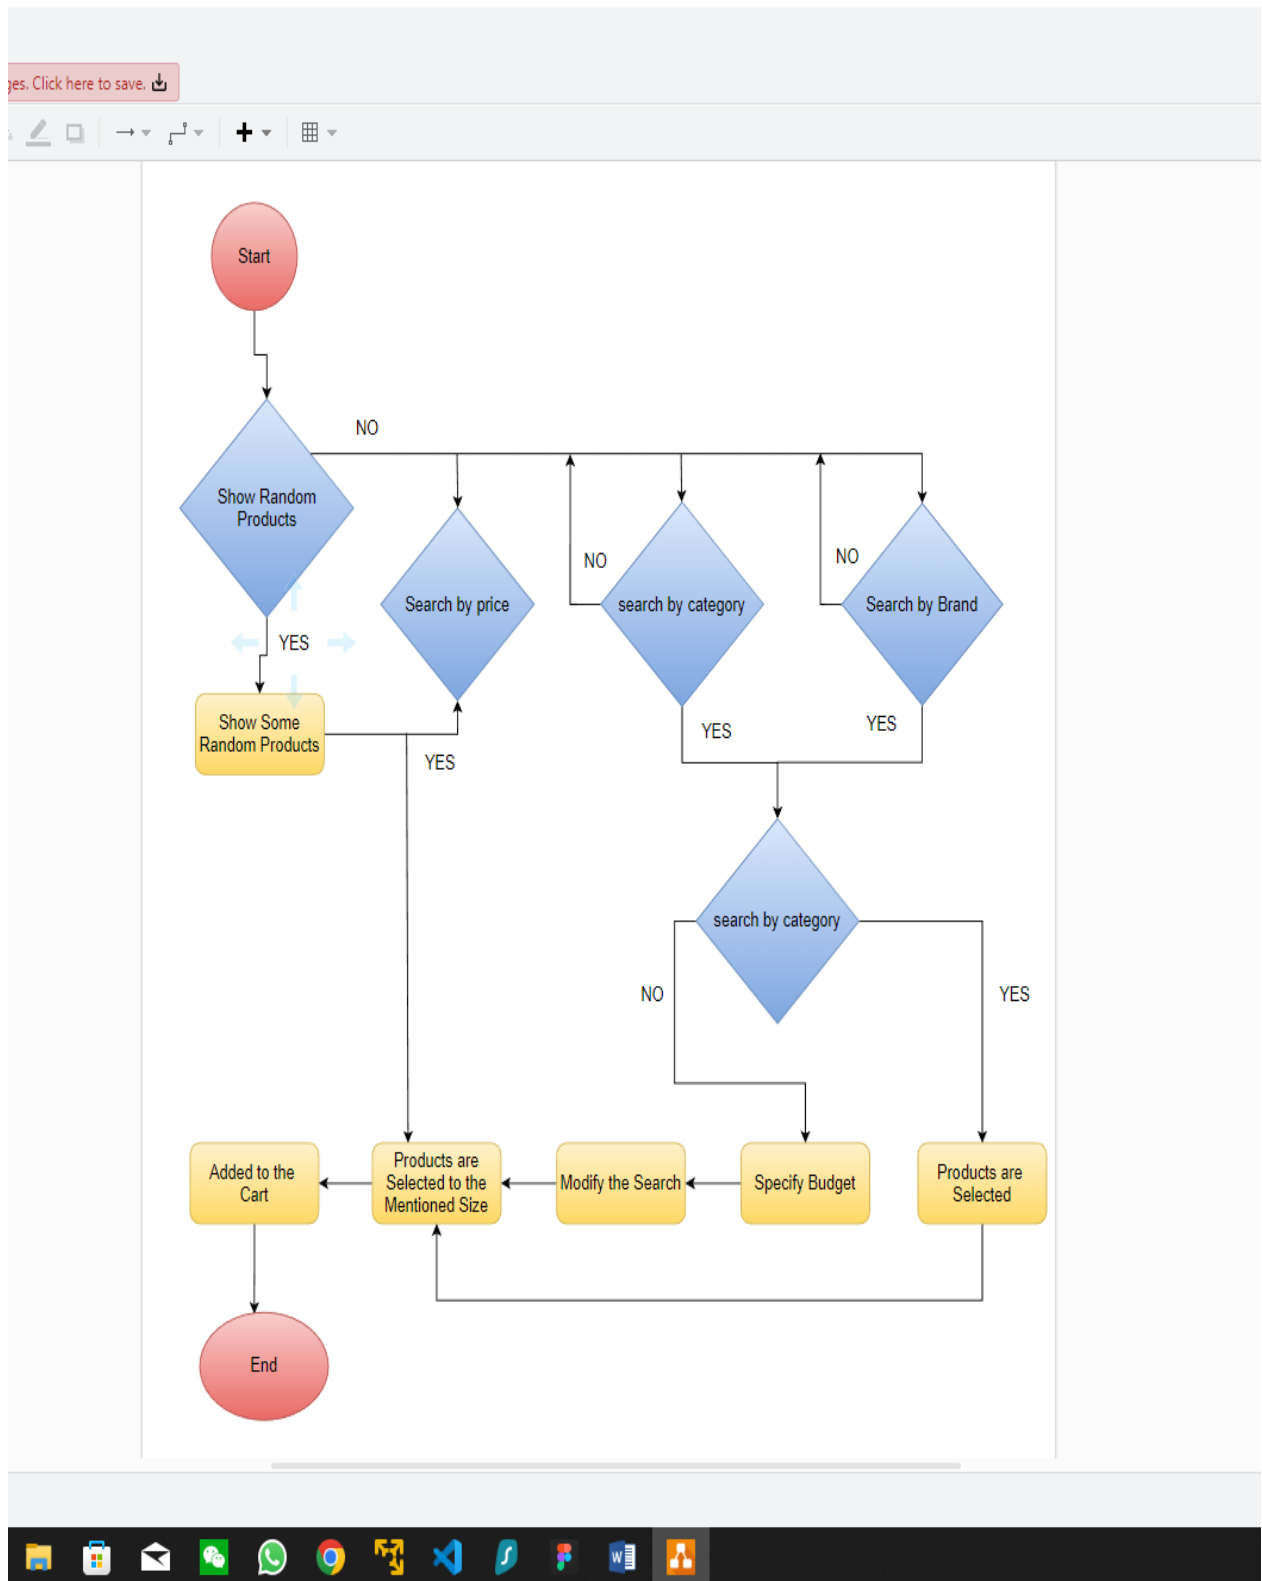 ges. Click here to save.
Start
NO
Show Random
Products
NO
NO
Search by price
search by category
Search by Brand
YES
Show Some
Random Products
YES
YES
YES
search by category
NO
YES
Added to the
Cart
Products are
Selected to the
Mentioned Size
Modify the Search
Specify Budget
Products are
Selected
End